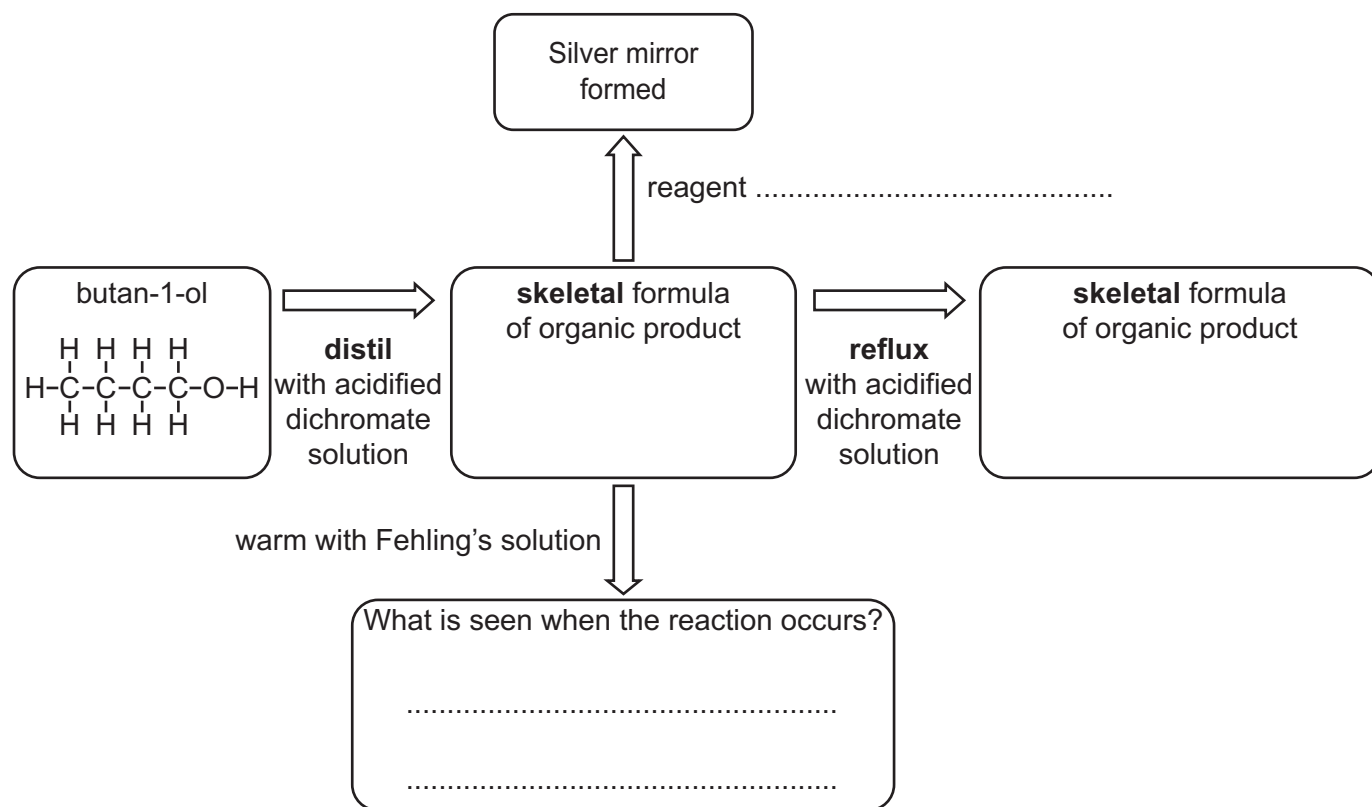 Silver mirror
formed
reagent ............................................
butan-1-ol
H H H H
H–C–C–C–C–O–H
H H H H
distil
with acidified
dichromate
solution
skeletal formula
of organic product
reflux
with acidified
dichromate
solution
skeletal formula
of organic product
warm with Fehling’s solution
What is seen when the reaction occurs?
.....................................................
.....................................................